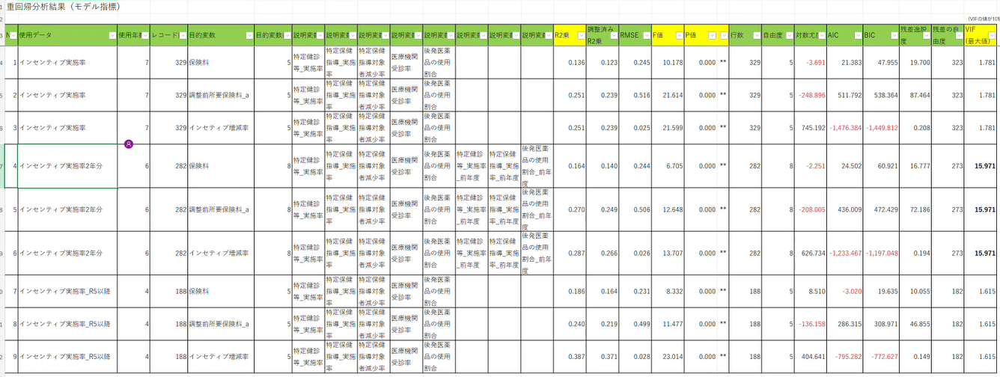 重回帰分析結果（モデル指標）
（VIFの値が10
使用データ 使用年数 レコード 目的変数 目的変数 説明変数 説明変数 説明変数 説明変数 説明変数 説明変数 説明変数 説明変数 R2乗 調整済みR2乗 RMSE F値 P値 行数 自由度 対数尤度 AIC BIC 残差逸脱度 残差の自由度 VIF（最大値）
1 インセンティブ実施率 7 329 保険料 5 特定健診等_実施率 特定保健指導_実施率 特定保健指導対象者減少率 医療機関受診率 後発医薬品の使用割合 0.136 0.123 0.245 10.178 0.000 ** 329 5 -3.691 21.383 47.955 19.700 323 1.781
2 インセンティブ実施率 7 329 調整前所要保険料_a 5 特定健診等_実施率 特定保健指導_実施率 特定保健指導対象者減少率 医療機関受診率 後発医薬品の使用割合 0.251 0.239 0.516 21.614 0.000 ** 329 5 -248.896 511.792 538.364 87.464 323 1.781
3 インセンティブ実施率 7 329 インセティブ増減率 5 特定健診等_実施率 特定保健指導_実施率 特定保健指導対象者減少率 医療機関受診率 後発医薬品の使用割合 0.251 0.239 0.025 21.599 0.000 ** 329 5 745.192 -1,476.384 -1,449.812 0.208 323 1.781
4 インセンティブ実施率2年分 6 282 保険料 8 特定健診等_実施率 特定保健指導_実施率 特定保健指導対象者減少率 医療機関受診率 後発医薬品の使用割合 特定健診等_実施率_前年度 特定保健指導_実施率_前年度 後発医薬品の使用割合_前年度 0.164 0.140 0.244 6.705 0.000 ** 282 8 -2.251 24.502 60.921 16.777 273 15.971
5 インセンティブ実施率2年分 6 282 調整前所要保険料_a 8 特定健診等_実施率 特定保健指導_実施率 特定保健指導対象者減少率 医療機関受診率 後発医薬品の使用割合 特定健診等_実施率_前年度 特定保健指導_実施率_前年度 後発医薬品の使用割合_前年度 0.270 0.249 0.506 12.648 0.000 ** 282 8 -208.005 436.009 472.429 72.186 273 15.971
6 インセンティブ実施率2年分 6 282 インセティブ増減率 8 特定健診等_実施率 特定保健指導_実施率 特定保健指導対象者減少率 医療機関受診率 後発医薬品の使用割合 特定健診等_実施率_前年度 特定保健指導_実施率_前年度 後発医薬品の使用割合_前年度 0.287 0.266 0.026 13.707 0.000 ** 282 8 626.734 -1,233.467 -1,197.048 0.194 273 15.971
7 インセンティブ実施率_R5以降 4 188 保険料 5 特定健診等_実施率 特定保健指導_実施率 特定保健指導対象者減少率 医療機関受診率 後発医薬品の使用割合 0.186 0.164 0.231 8.332 0.000 ** 188 5 8.510 -3.020 19.635 10.055 182 1.615
8 インセンティブ実施率_R5以降 4 188 調整前所要保険料_a 5 特定健診等_実施率 特定保健指導_実施率 特定保健指導対象者減少率 医療機関受診率 後発医薬品の使用割合 0.240 0.219 0.499 11.477 0.000 ** 188 5 -136.158 286.315 308.971 46.855 182 1.615
9 インセンティブ実施率_R5以降 4 188 インセティブ増減率 5 特定健診等_実施率 特定保健指導_実施率 特定保健指導対象者減少率 医療機関受診率 後発医薬品の使用割合 0.387 0.371 0.028 23.014 0.000 ** 188 5 404.641 -795.282 -772.627 0.149 182 1.615